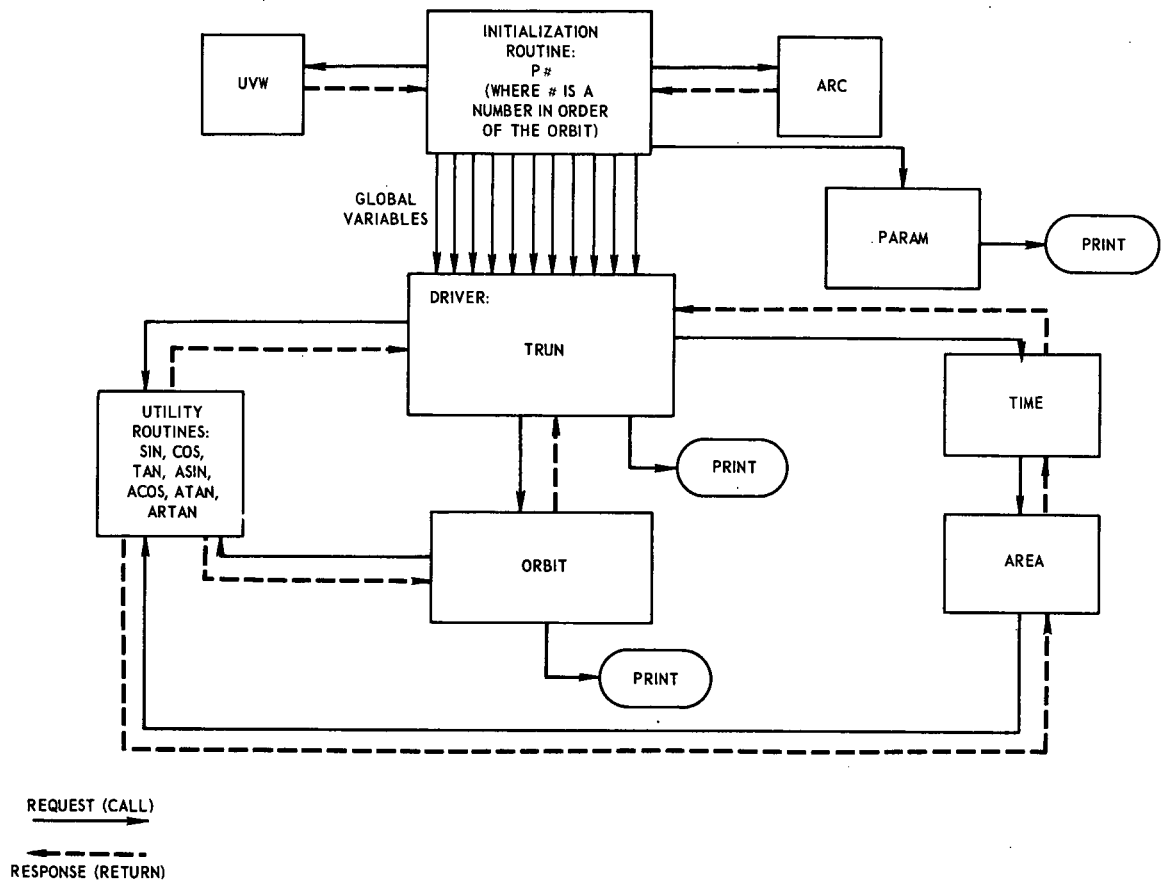 INITIALIZATION
ROUTINE:
P #
(WHERE # IS A
NUMBER IN ORDER
OF THE ORBIT)
UVW
ARC
GLOBAL
VARIABLES
PARAM
PRINT
DRIVER:
TRUN
UTILITY
ROUTINES:
SIN, COS,
TAN, ASIN,
ACOS, ATAN,
ARTAN
TIME
PRINT
ORBIT
AREA
PRINT
REQUEST (CALL)
RESPONSE (RETURN)